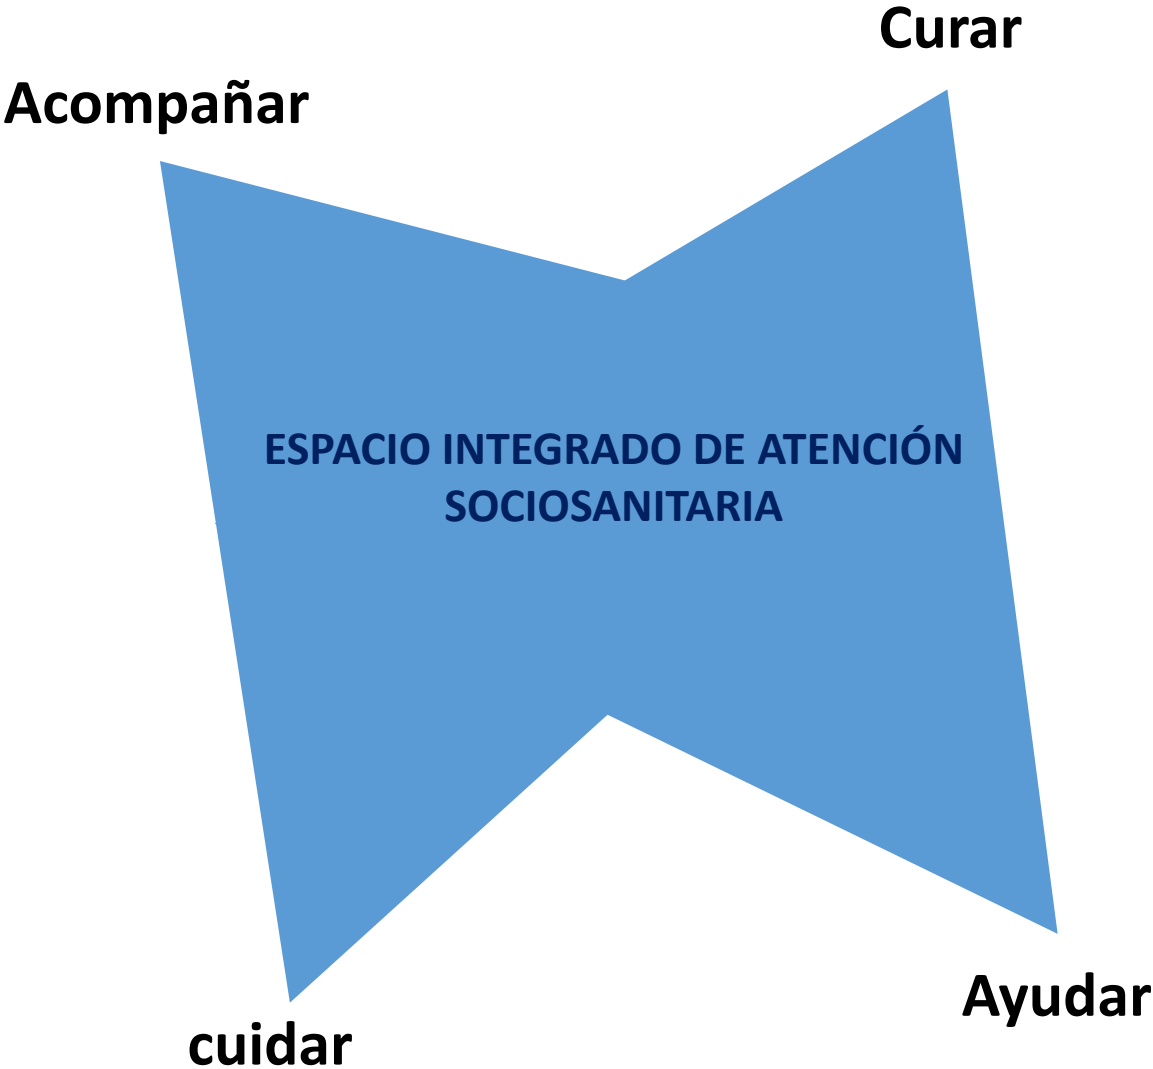 Curar
Acompañar
ESPACIO INTEGRADO DE ATENCIÓN
SOCIOSANITARIA
Ayudar
cuidar